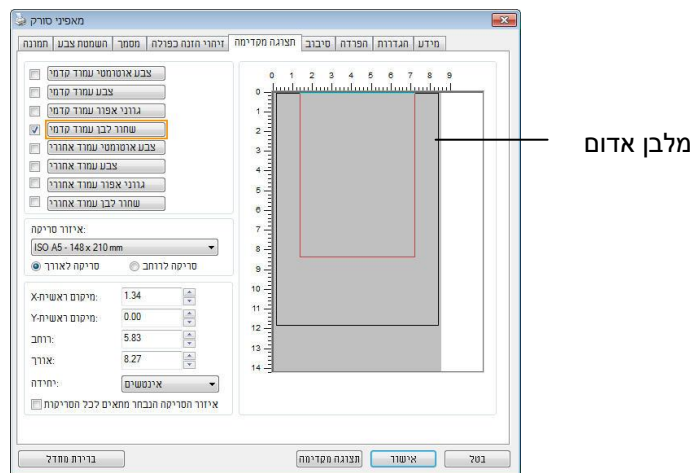 מאפיני סורק
תמונה השמטת צבע מסמך זיהוי הזנה כפולה תצוגה מקדימה סיבוב הפרדה הגדרות מידע
צבע אוטומטי עמוד קדמי
צבע עמוד קדמי
גווני אפור עמוד קדמי
שחור לבן עמוד קדמי
צבע אוטומטי עמוד אחורי
צבע עמוד אחורי
גווני אפור עמוד אחורי
שחור לבן עמוד אחורי
איזור סריקה:
ISO A5 - 148 x 210 mm
סריקה לאורך סריקה לרוחב
מיקום ראשית-X: 1.34
מיקום ראשית-Y: 0.00
רוחב: 5.83
אורך: 8.27
יחידה: אינטשים
איזור הסריקה הנבחר מתאים לכל הסריקות
0 1 2 3 4 5 6 7 8 9
0
1
2
3
4
5
6
7
8
9
10
11
12
13
14
מלבן אדום
ברירת מחדל תצוגה מקדימה אישור בטל